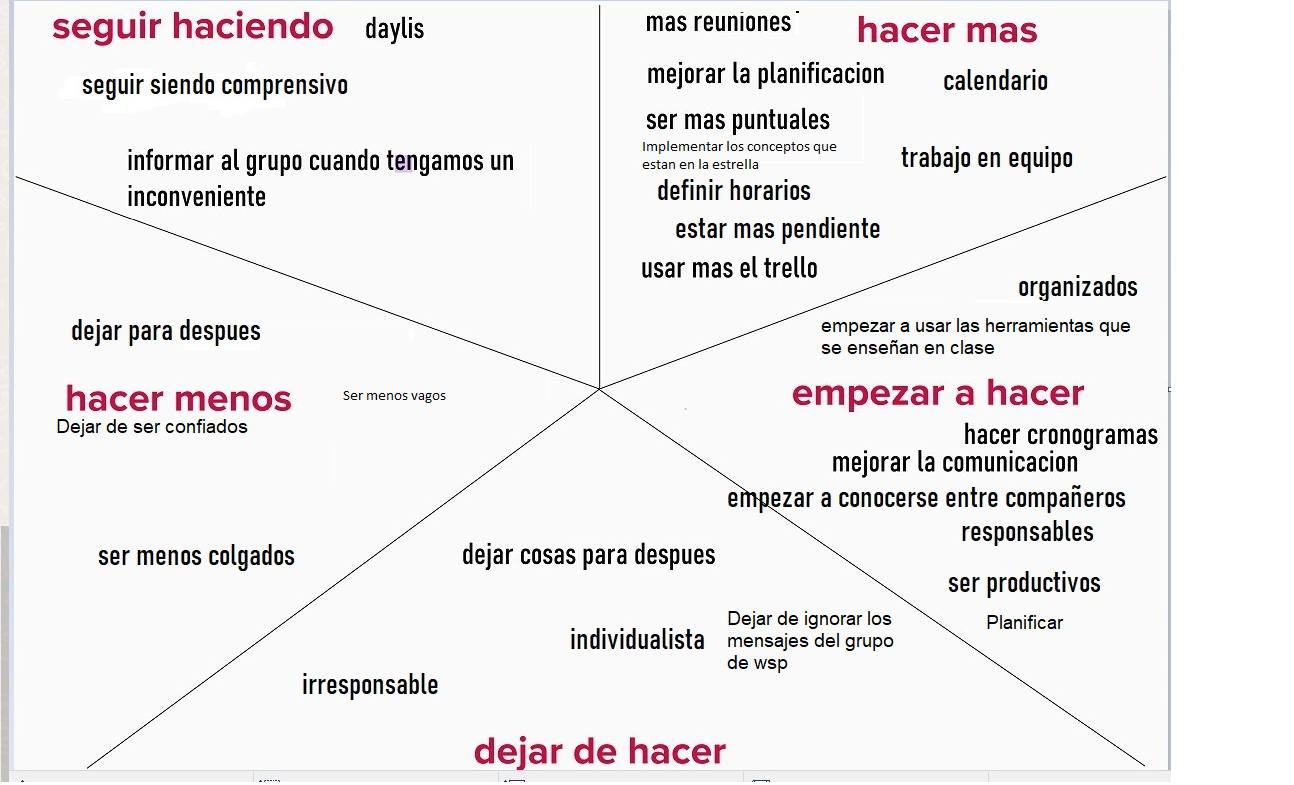 seguir haciendo
daylis
seguir siendo comprensivo
informar al grupo cuando tengamos un
inconveniente
mas reuniones
hacer mas
mejorar la planificacion
calendario
ser mas puntuales
Implementar los conceptos que
estan en la estrella
trabajo en equipo
definir horarios
estar mas pendiente
usar mas el trello
organizados
empezar a usar las herramientas que
se enseñan en clase
empezar a hacer
hacer cronogramas
mejorar la comunicacion
empezar a conocerse entre compañeros
responsables
ser productivos
Planificar
dejar para despues
hacer menos
Ser menos vagos
Dejar de ser confiados
ser menos colgados
dejar cosas para despues
individualista
Dejar de ignorar los
mensajes del grupo
de wsp
irresponsable
dejar de hacer